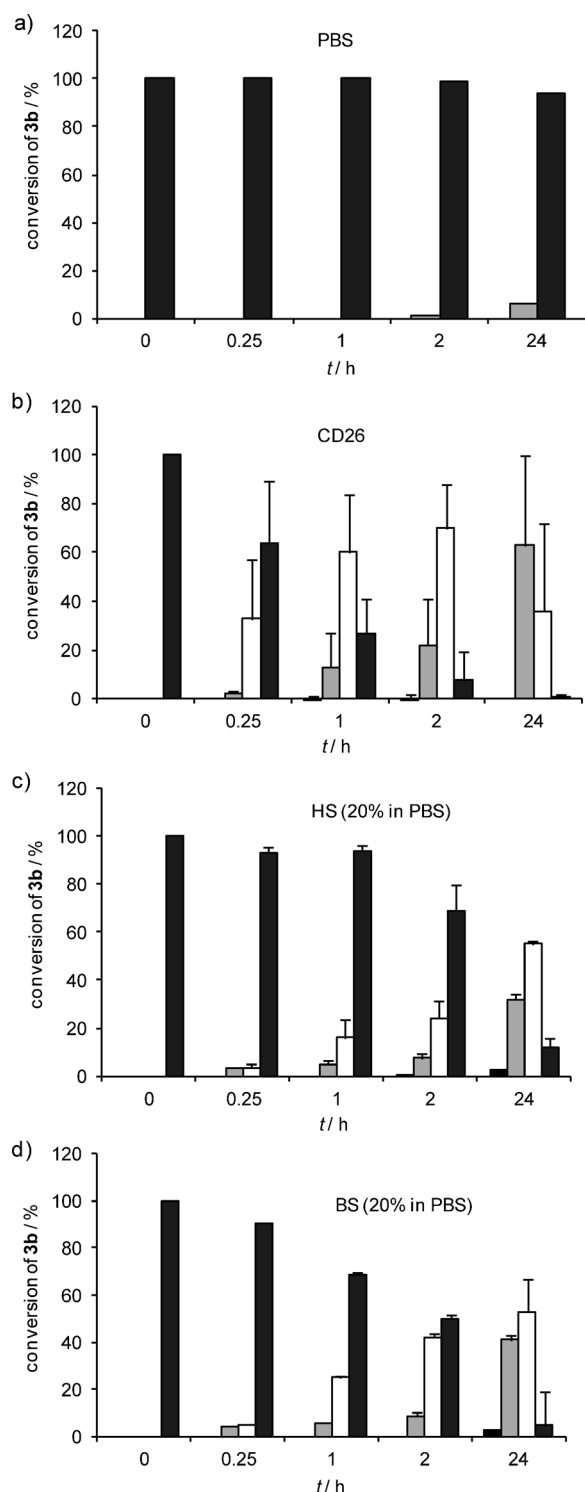 a)
PBS
conversion of 3b / %
120
100
80
60
40
20
0
0 0.25 1 2 24
t / h
b)
CD26
conversion of 3b / %
120
100
80
60
40
20
0
0 0.25 1 2 24
t / h
c)
HS (20% in PBS)
conversion of 3b / %
120
100
80
60
40
20
0
0 0.25 1 2 24
t / h
d)
BS (20% in PBS)
conversion of 3b / %
120
100
80
60
40
20
0
0 0.25 1 2 24
t / h